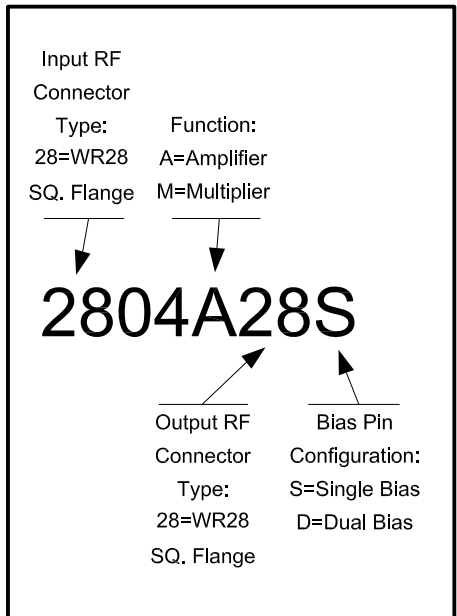 Input RF
Connector
Type:
28=WR28
SQ. Flange
Function:
A=Amplifier
M=Multiplier
2804A28S
Output RF
Connector
Type:
28=WR28
SQ. Flange
Bias Pin
Configuration:
S=Single Bias
D=Dual Bias